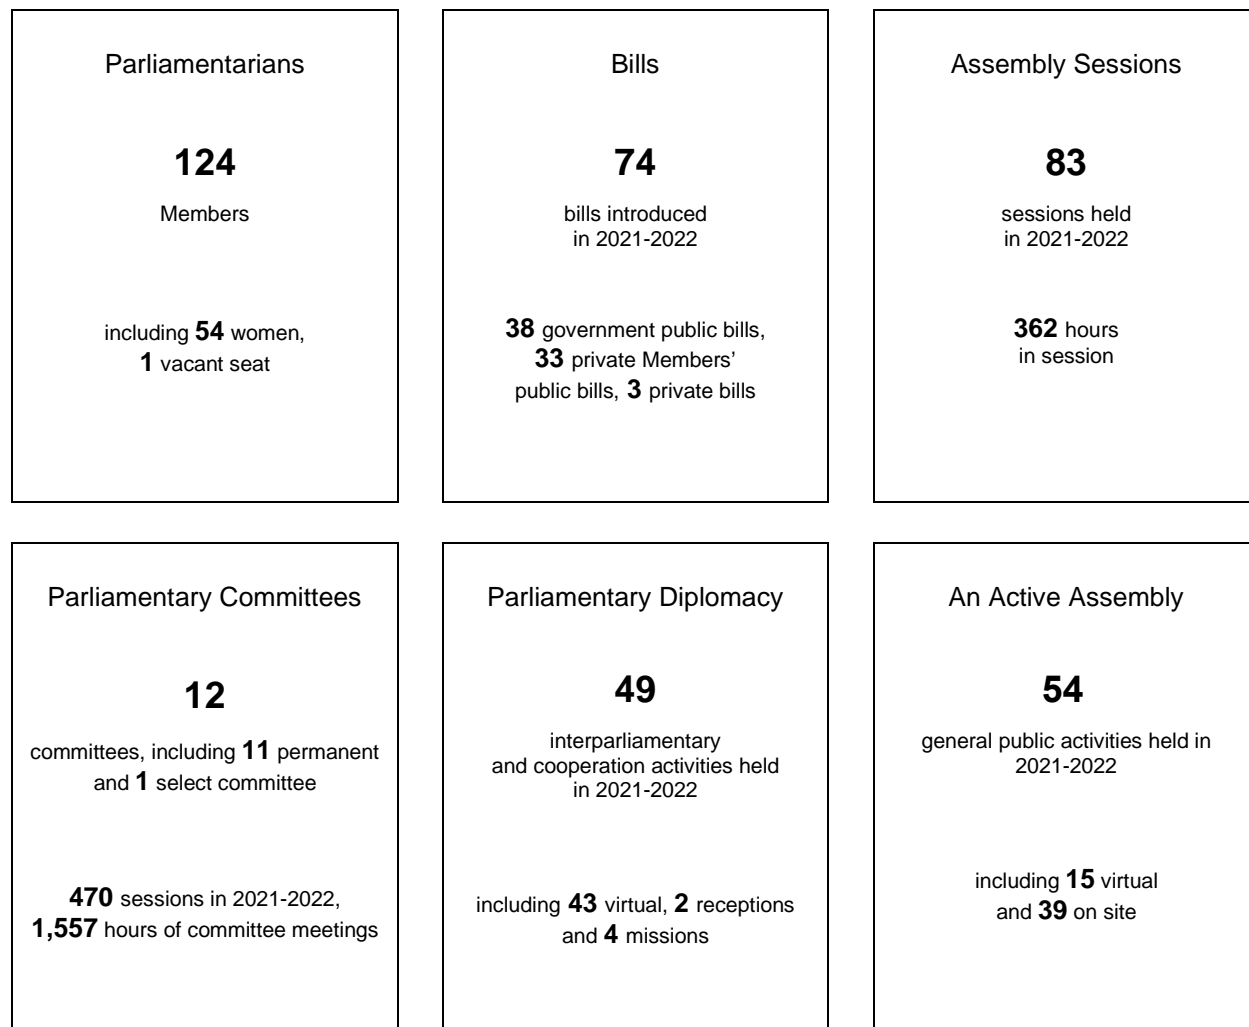 Parliamentarians
124
Members
including 54 women,
1 vacant seat
Bills
74
bills introduced
in 2021-2022
38 government public bills,
33 private Members’
public bills, 3 private bills
Assembly Sessions
83
sessions held
in 2021-2022
362 hours
in session
Parliamentary Committees
12
committees, including 11 permanent
and 1 select committee
470 sessions in 2021-2022,
1,557 hours of committee meetings
Parliamentary Diplomacy
49
interparliamentary
and cooperation activities held
in 2021-2022
including 43 virtual, 2 receptions
and 4 missions
An Active Assembly
54
general public activities held in
2021-2022
including 15 virtual
and 39 on site